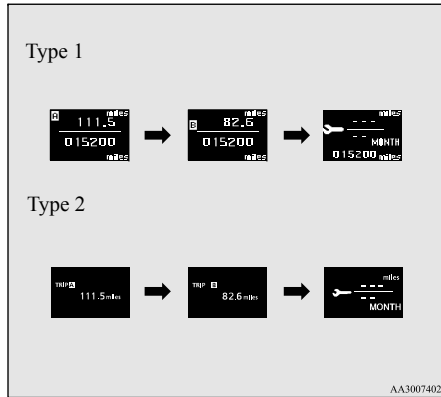 Type 1
A miles
111.5
015200
miles
miles
B 82.6
015200
miles
miles
---
--
MONTH
015200 miles
Type 2
TRIP A
111.5 miles
TRIP B
82.6 miles
miles
---
--
MONTH
AA3007402